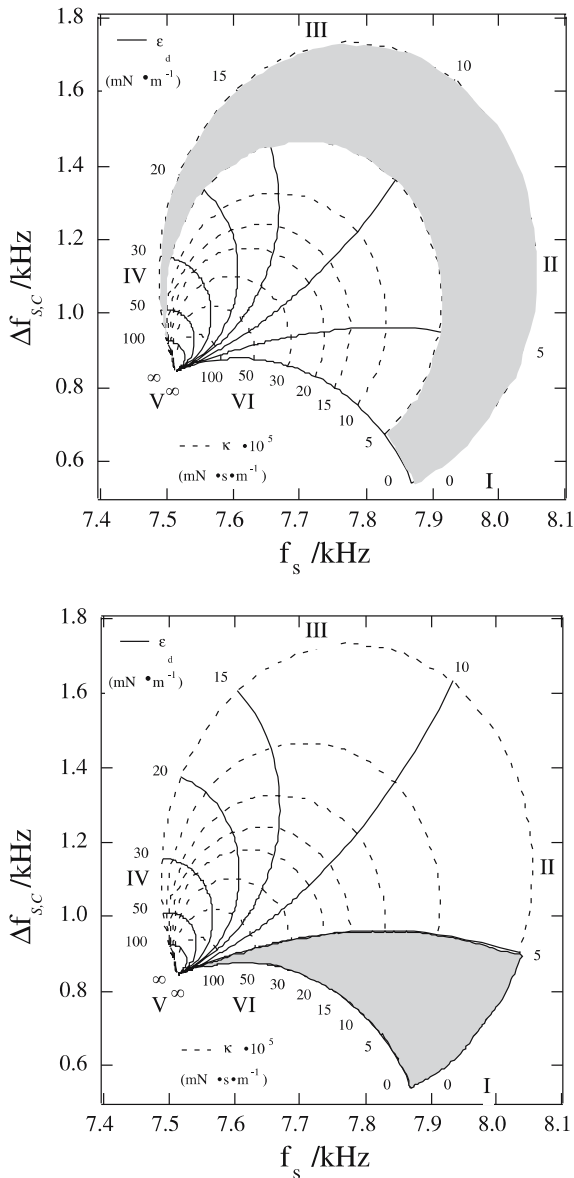 1.8
III
ε d
(mN •m⁻¹)
15
10
1.6
20
1.4
30
1.2
IV
II
Δf S,C /kHz
50
1.0
100
5
∞
∞
100
50
30
20
15
10
0.8
V
VI
5
κ •10⁵
0.6
(mN •s•m⁻¹)
0
0
I
7.4
7.5
7.6
7.7
7.8
7.9
8.0
8.1
f s /kHz
1.8
III
ε d
(mN •m⁻¹)
15
10
1.6
20
1.4
30
1.2
IV
II
Δf S,C /kHz
50
1.0
100
5
∞
∞
100
50
30
20
15
10
0.8
V
VI
5
κ •10⁵
0.6
(mN •s•m⁻¹)
0
0
I
7.4
7.5
7.6
7.7
7.8
7.9
8.0
8.1
f s /kHz